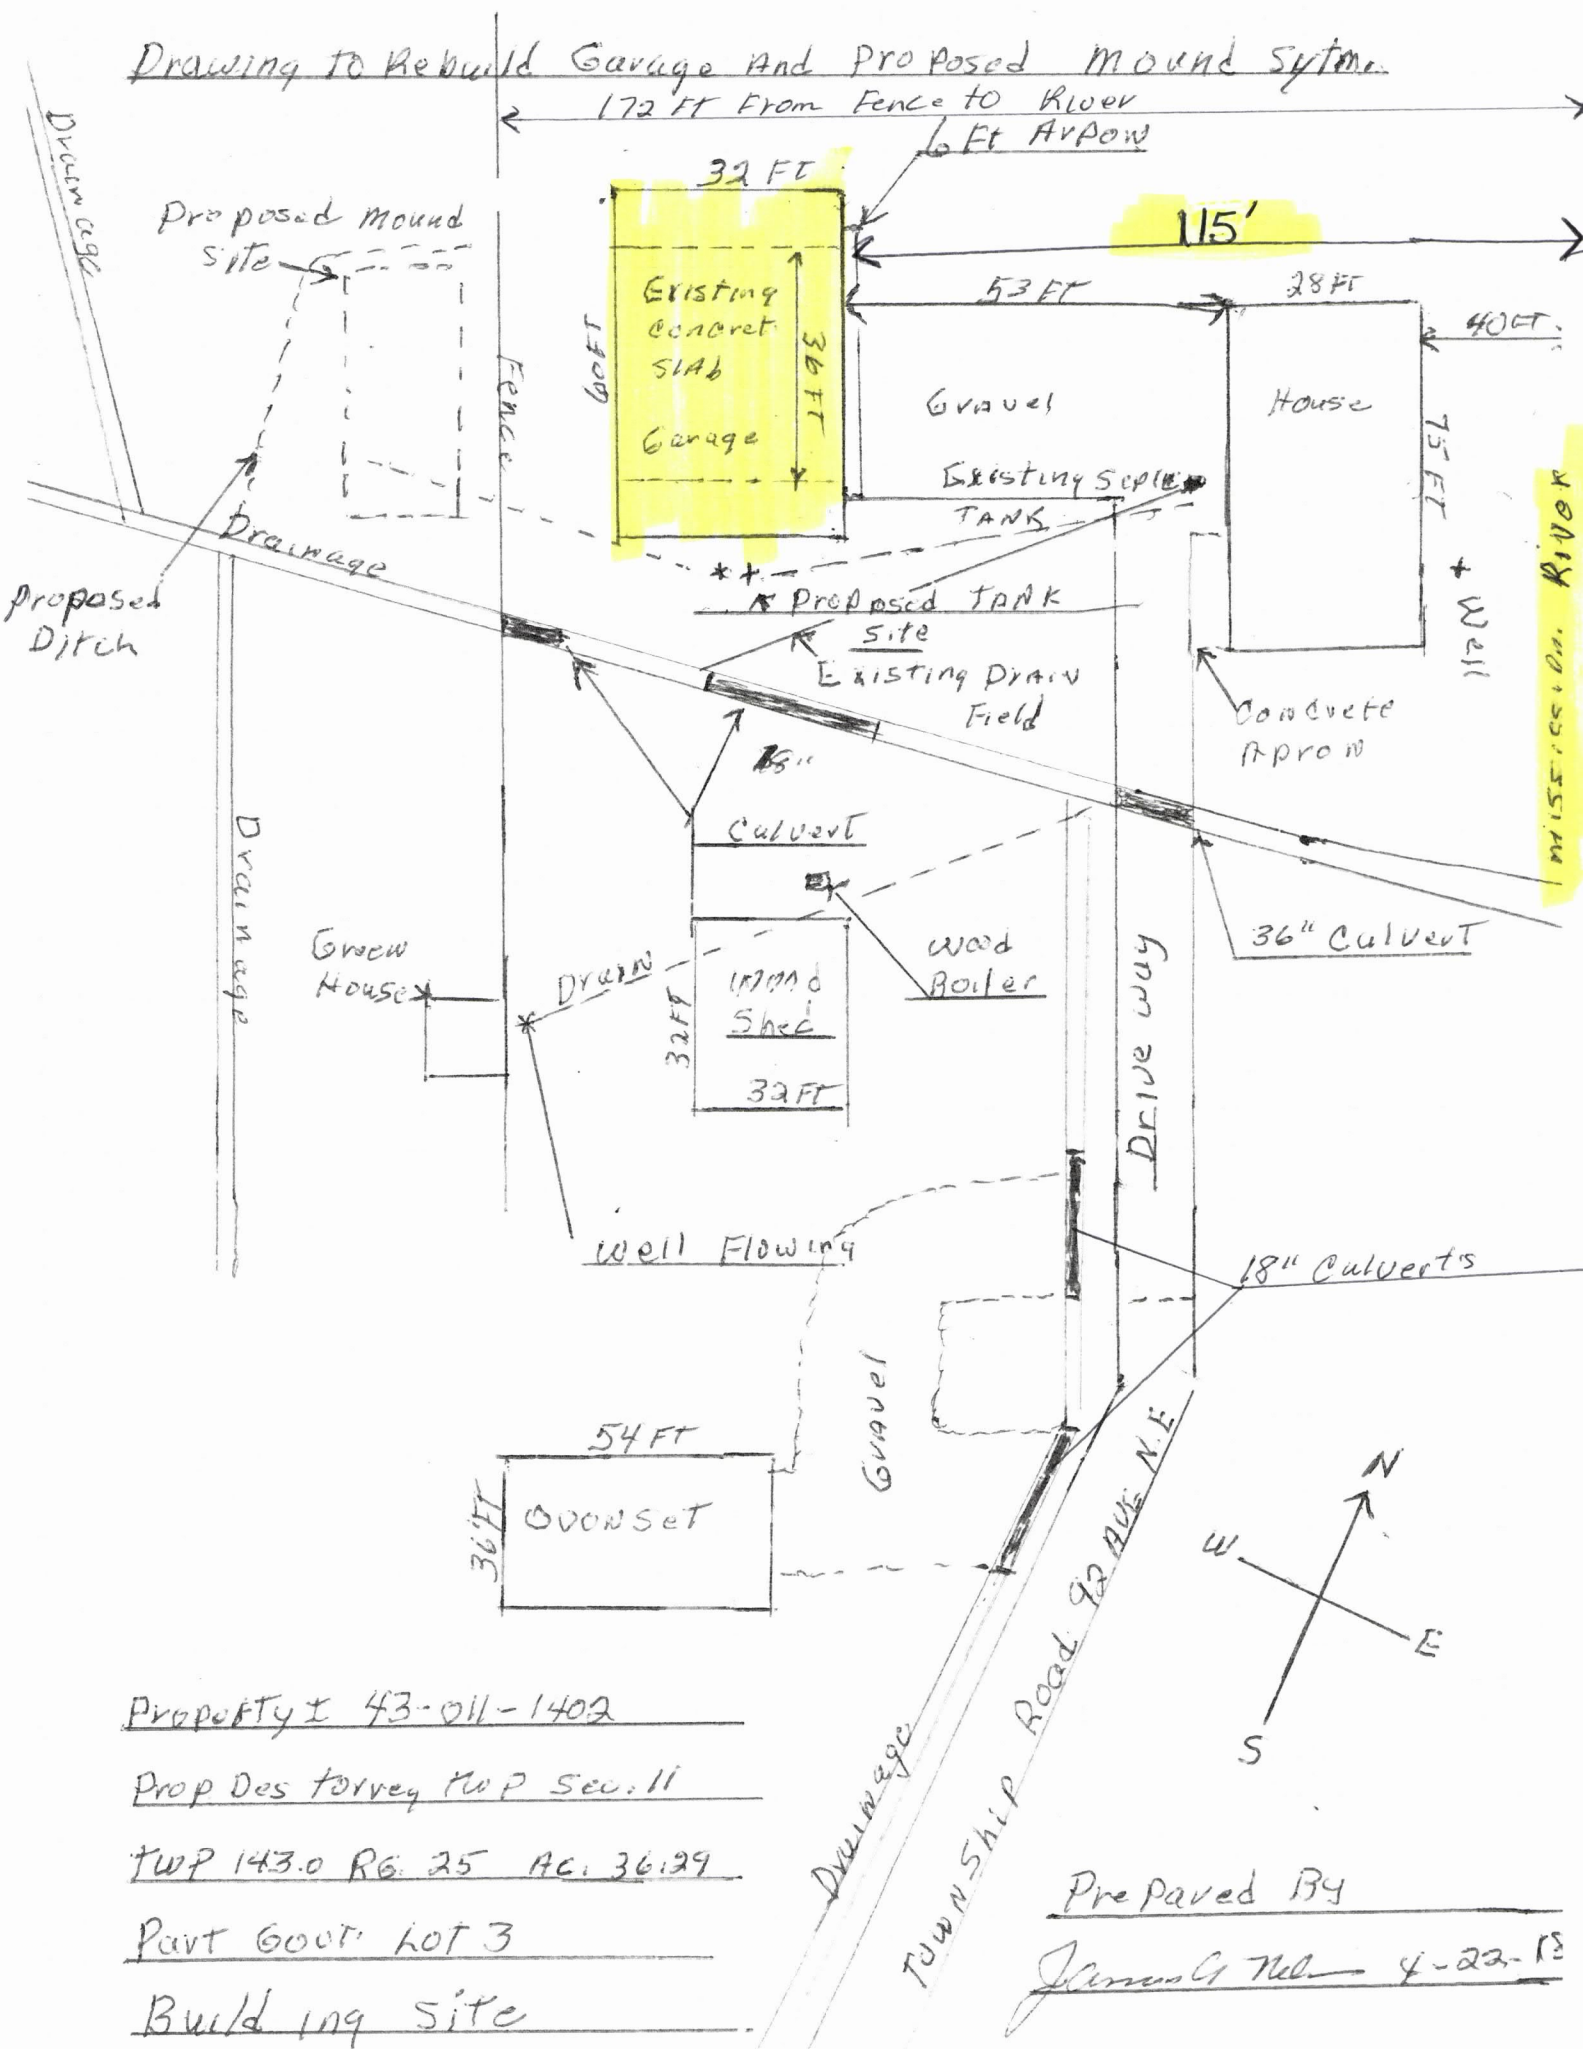 Drawing To Rebuild Garage And Proposed Mound Sytm.
172 FT From Fence to River
6 Ft Arpow
32 FT
115'
Drainage
Proposed Mound
Site
53 FT
28 FT
40 FT.
Existing
Concret
Slab
Garage
60 FT
36 FT
Fence
Gravel
House
75 FT
Existing Septic
TANK
+ Well
Mississippi River
Drainage
Proposed
Ditch
Proposed TANK
Site
Existing Drain
Field
Concrete
Apron
18"
Culvert
36" Culvert
Drainage
Green
House
Drain
Wood
Shed
32 FT
32 FT
Wood
Boiler
Drive way
Well Flowing
18" Culvert's
Gravel
54 FT
36 FT
QUONSET
N
W
E
S
Drainage
Township Road 92 Ave N.E
Property I 43-011-1402
Prop Des Torrey Twp Sec. 11
Twp 143.0 RG. 25 AC. 36.29
Part Govt. Lot 3
Building Site
Prepared By
4-22-